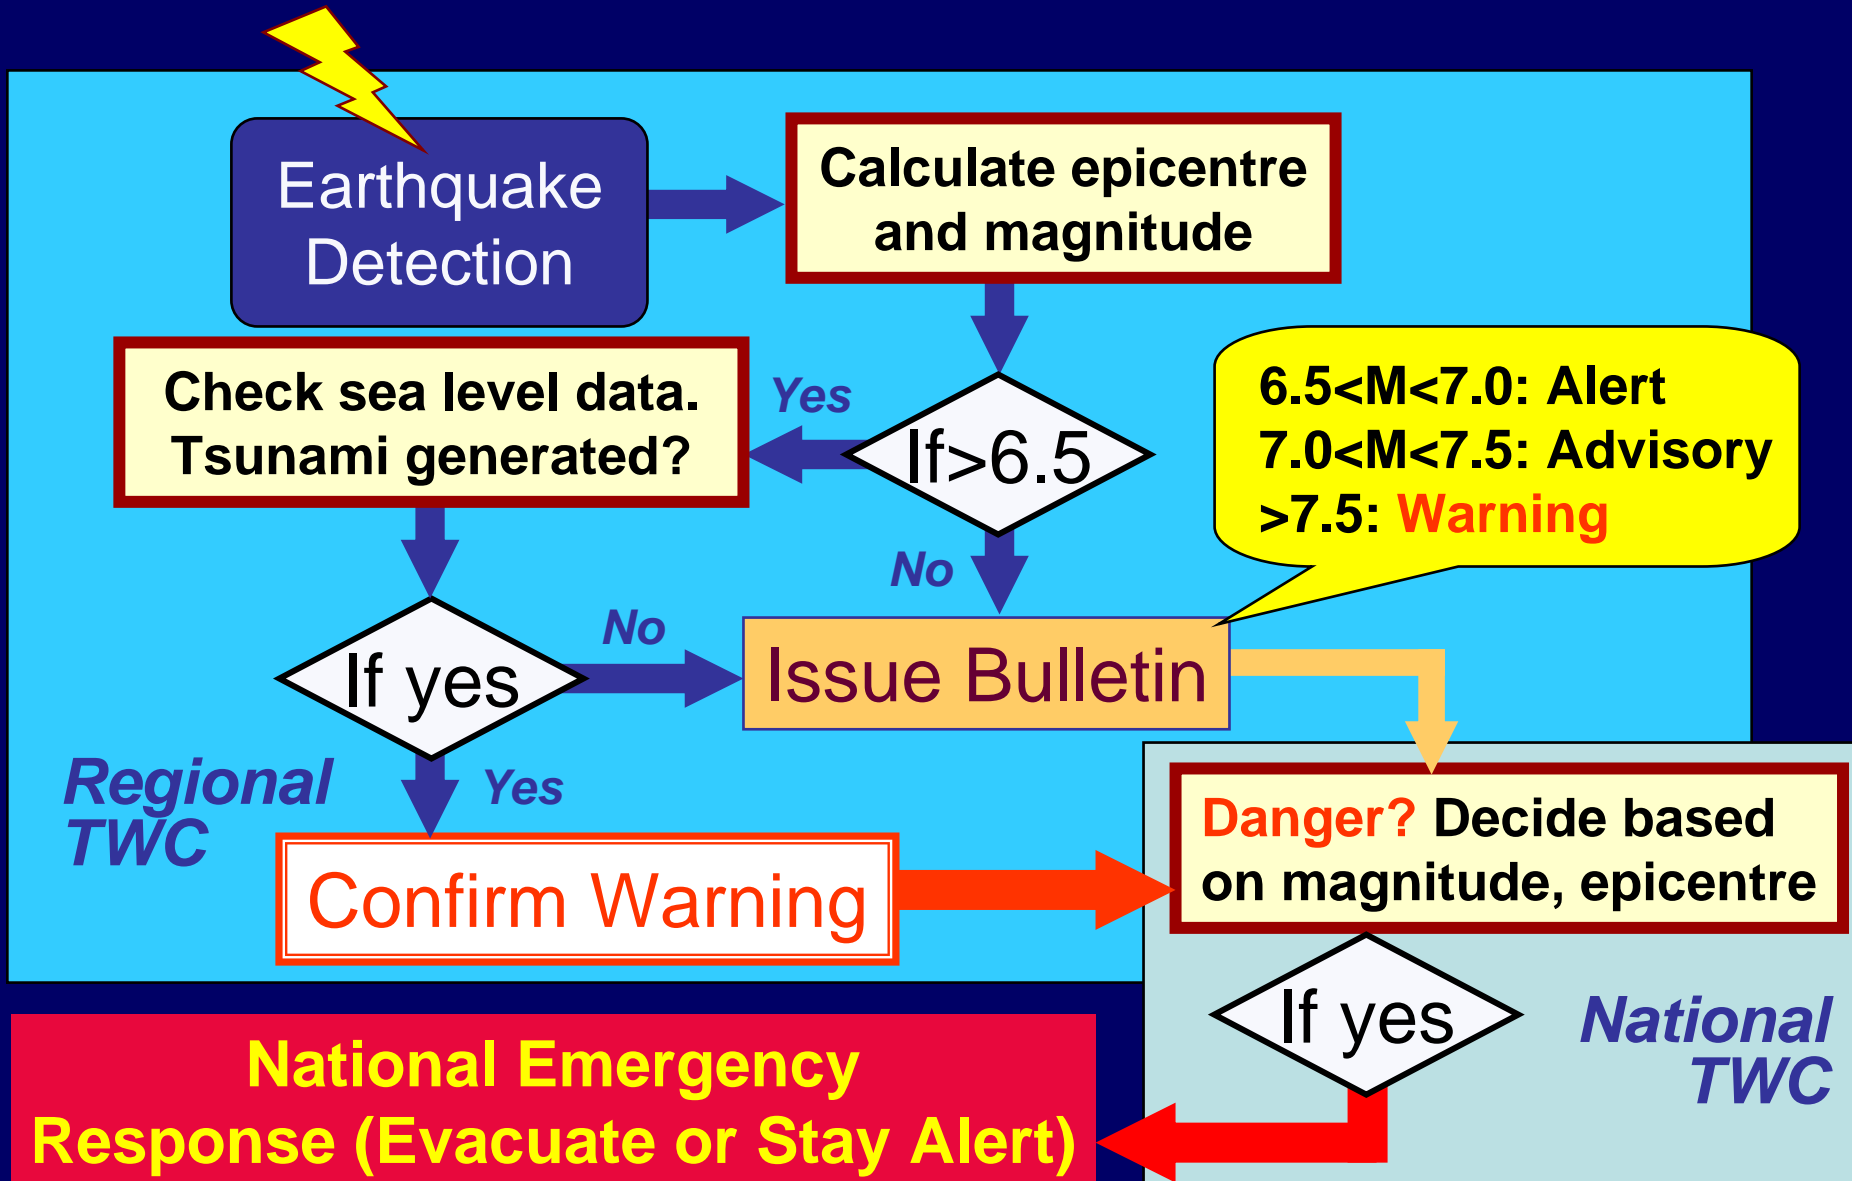 Earthquake
Detection
Calculate epicentre
and magnitude
Check sea level data.
Tsunami generated?
Yes
If>6.5
6.5<M<7.0: Alert
7.0<M<7.5: Advisory
>7.5: Warning
No
If yes
No
Issue Bulletin
Regional
TWC
Yes
Confirm Warning
Danger? Decide based
on magnitude, epicentre
If yes
National
TWC
National Emergency
Response (Evacuate or Stay Alert)